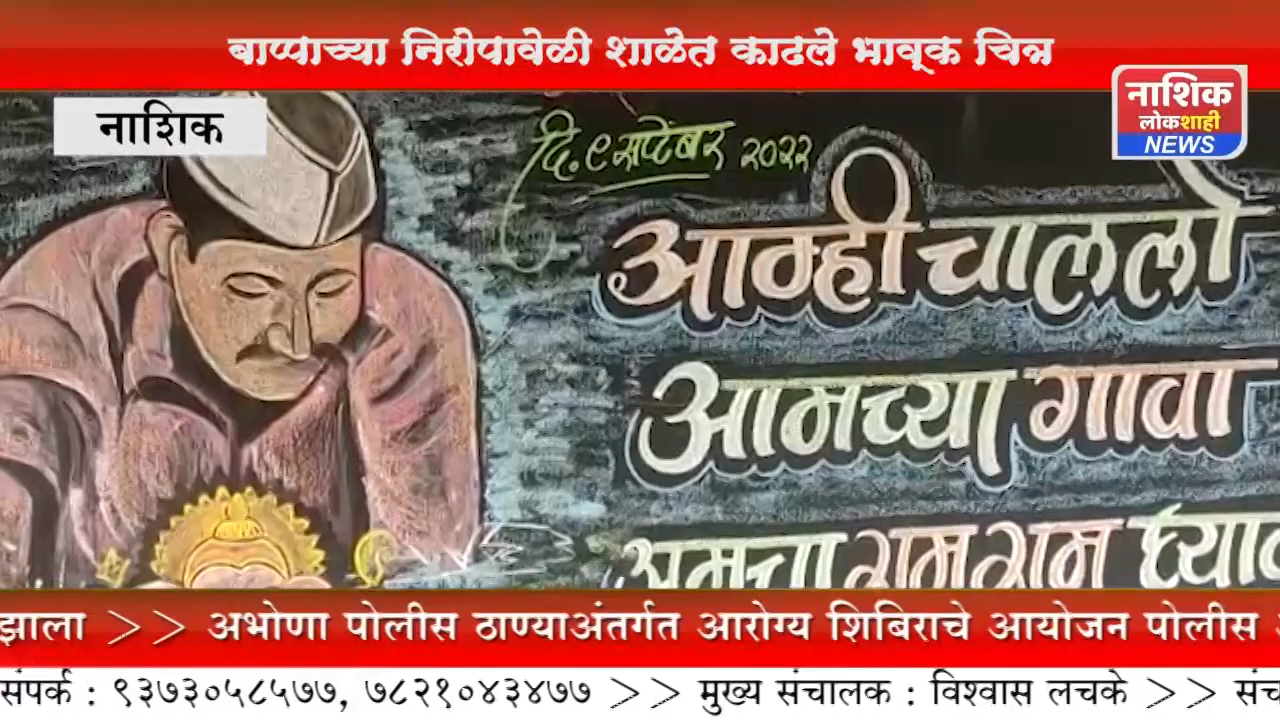 बाप्पाच्या निरोपावेळी शाळेत काढले भावूक चित्र
नाशिक
नाशिक
लोकशाही
NEWS
दि. ९ सप्टेंबर २०२२
आम्ही चाललो
आमच्या गावा
अमचा राम राम घ्यावा
झाला >> अभोणा पोलीस ठाण्याअंतर्गत आरोग्य शिबिराचे आयोजन पोलीस
संपर्क : ९३७३०५८५७७, ७८२१०४३४७७ >> मुख्य संचालक : विश्वास लचके >> संच